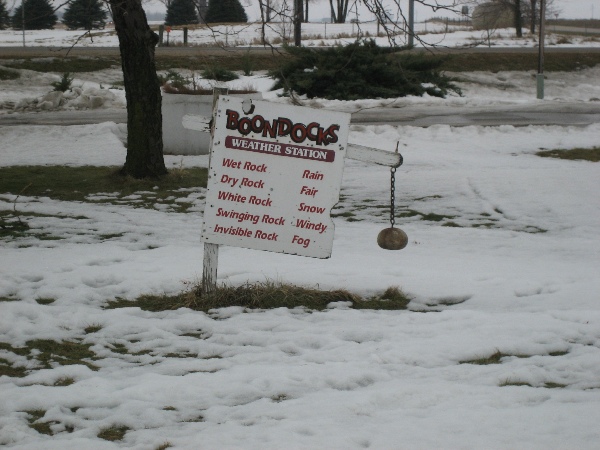 BOONDOCKS
WEATHER STATION
Wet Rock Rain
Dry Rock Fair
White Rock Snow
Swinging Rock Windy
Invisible Rock Fog